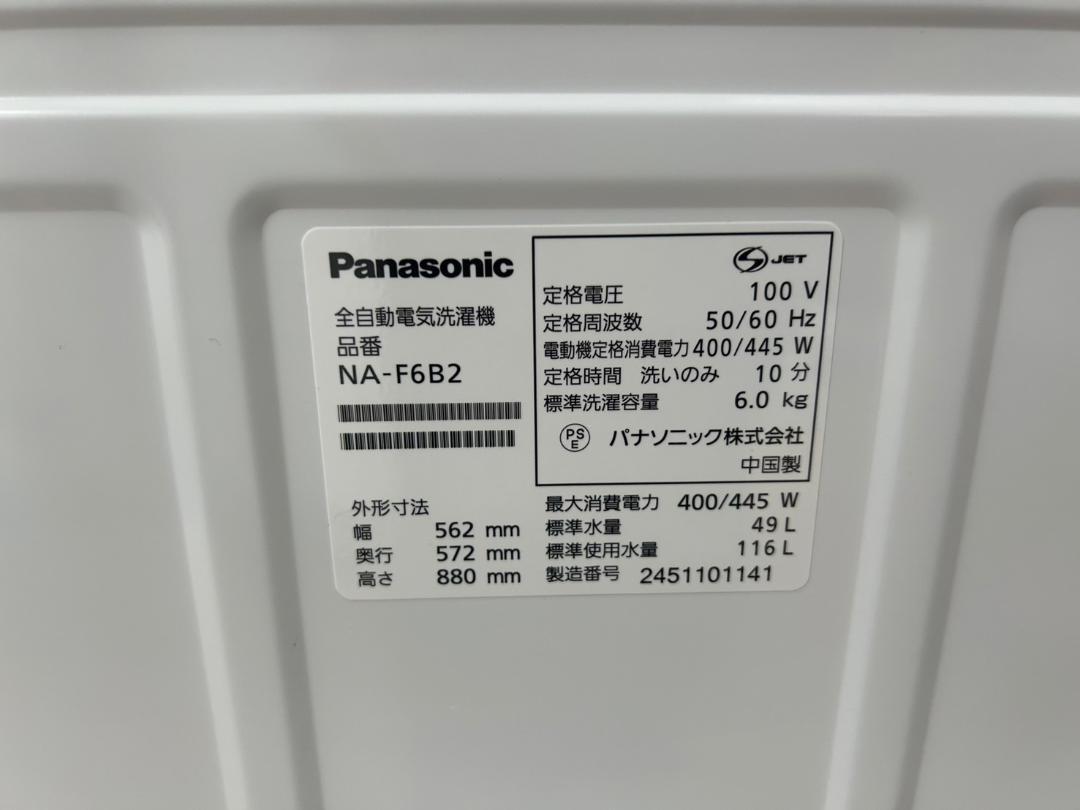 Panasonic
全自動電気洗濯機
品番
NA-F6B2
外形寸法
幅 562 mm
奥行 572 mm
高さ 880 mm
S JET
定格電圧 100 V
定格周波数 50/60 Hz
電動機定格消費電力 400/445 W
定格時間 洗いのみ 10 分
標準洗濯容量 6.0 kg
PS E パナソニック株式会社
中国製
最大消費電力 400/445 W
標準水量 49 L
標準使用水量 116 L
製造番号 2451101141